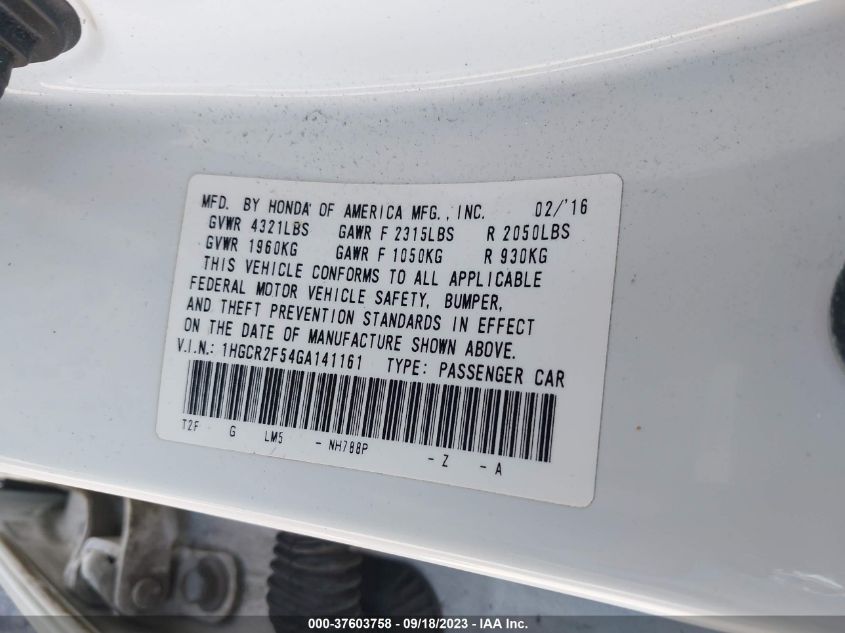 MFD. BY HONDA OF AMERICA MFG., INC. 02/'16
GVWR 4321LBS GAWR F 2315LBS R 2050LBS
GVWR 1960KG GAWR F 1050KG R 930KG
THIS VEHICLE CONFORMS TO ALL APPLICABLE
FEDERAL MOTOR VEHICLE SAFETY, BUMPER,
AND THEFT PREVENTION STANDARDS IN EFFECT
ON THE DATE OF MANUFACTURE SHOWN ABOVE.
V.I.N.: 1HGCR2F54GA141161 TYPE: PASSENGER CAR
T2F G LM5 - NH788P - Z - A
000-37603758 - 09/18/2023 - IAA Inc.